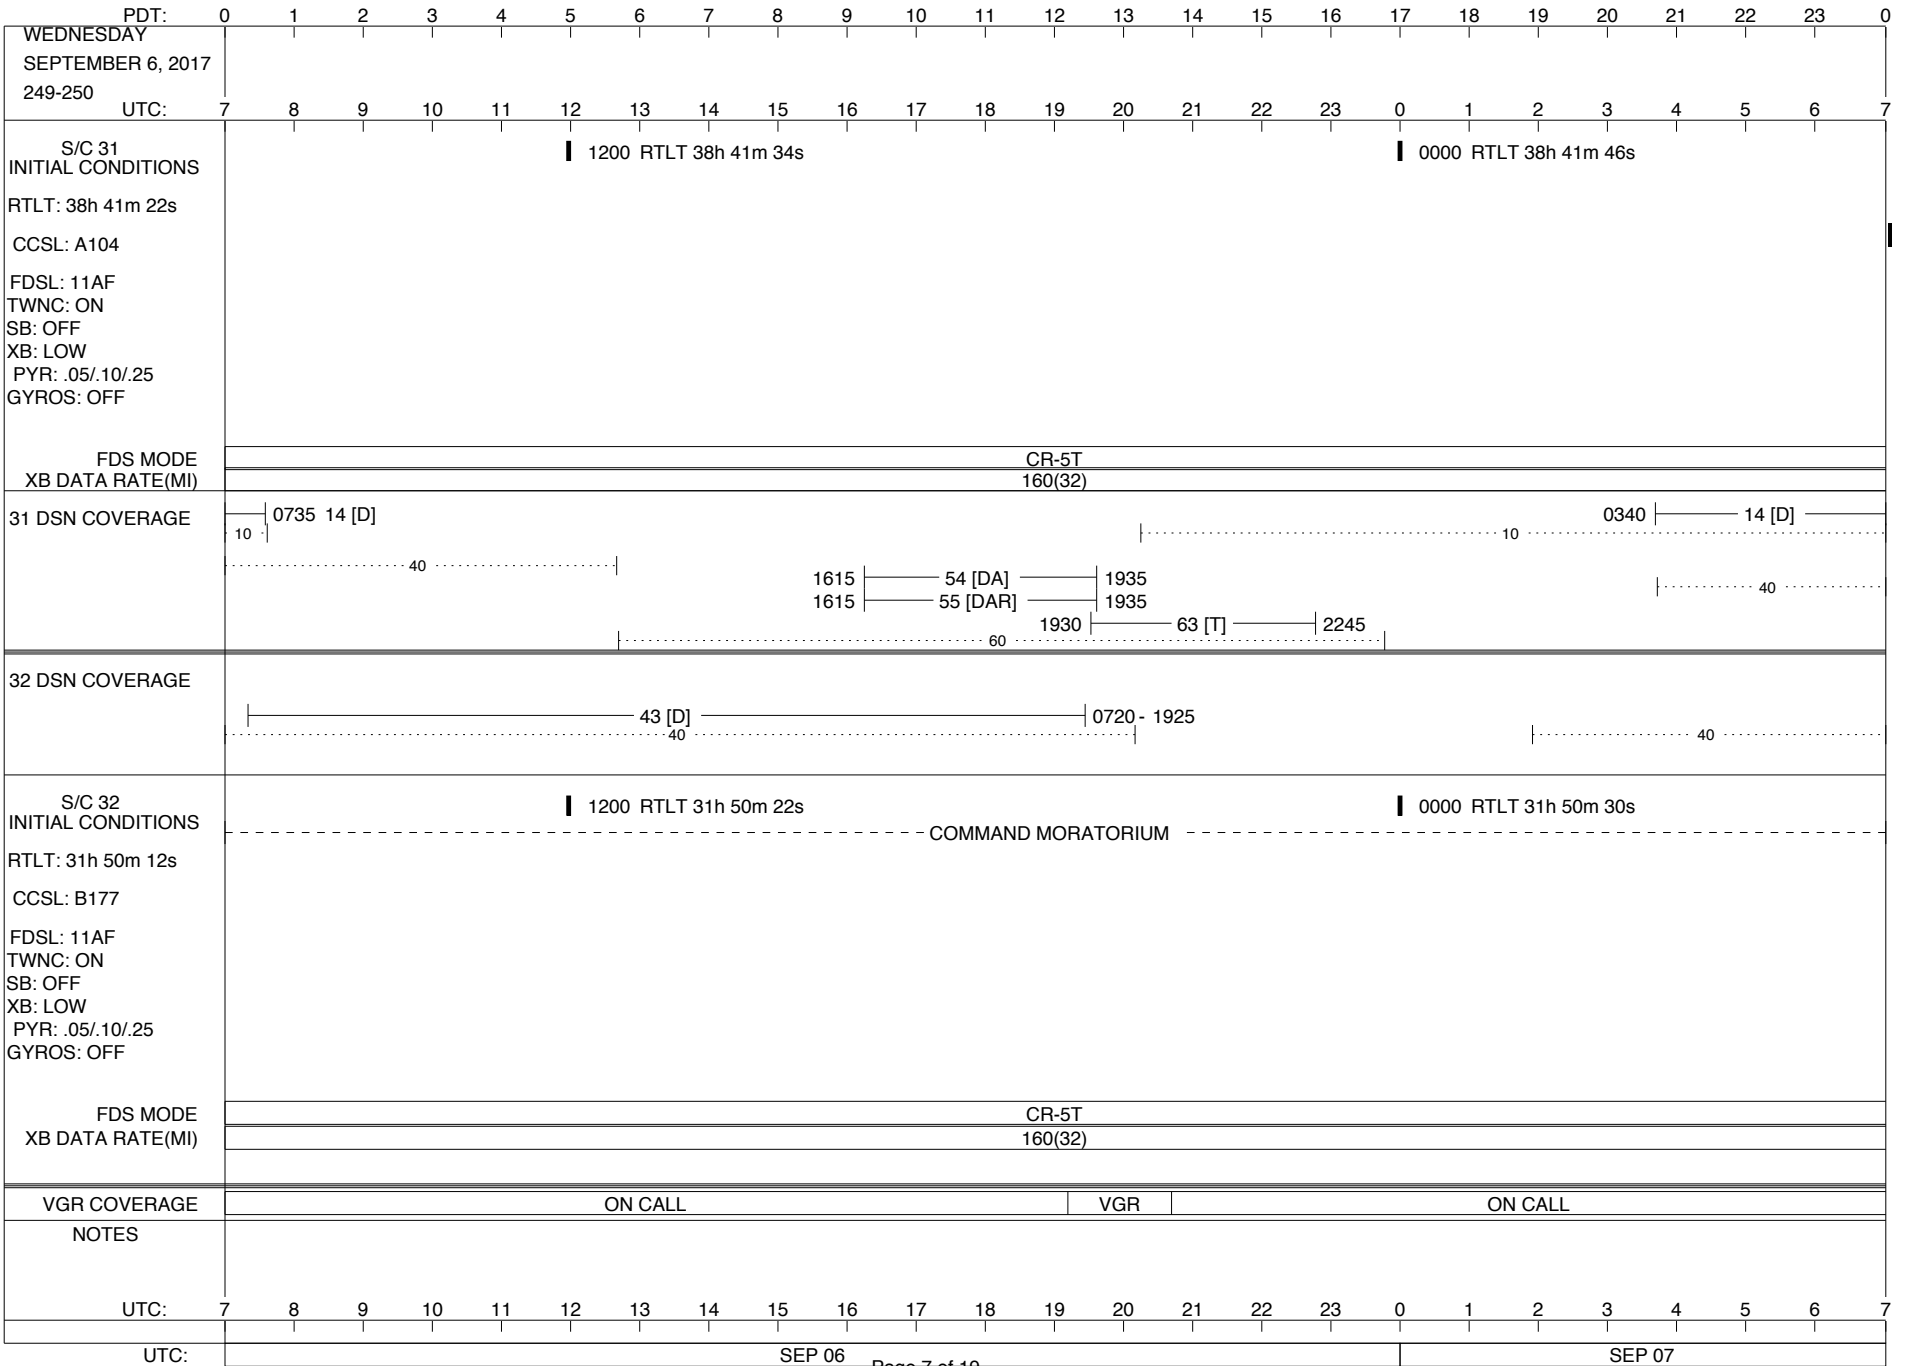 PDT: 0 1 2 3 4 5 6 7 8 9 10 11 12 13 14 15 16 17 18 19 20 21 22 23 0
WEDNESDAY
SEPTEMBER 6, 2017
249-250
UTC: 7 8 9 10 11 12 13 14 15 16 17 18 19 20 21 22 23 0 1 2 3 4 5 6 7
S/C 31
INITIAL CONDITIONS
1200 RTLT 38h 41m 34s
0000 RTLT 38h 41m 46s
RTLT: 38h 41m 22s
CCSL: A104
FDSL: 11AF
TWNC: ON
SB: OFF
XB: LOW
PYR: .05/.10/.25
GYROS: OFF
FDS MODE CR-5T
XB DATA RATE(MI) 160(32)
31 DSN COVERAGE
0735 14 [D]
0340 14 [D]
10
10
40
1615 54 [DA] 1935
40
1615 55 [DAR] 1935
1930 63 [T] 2245
60
32 DSN COVERAGE
43 [D] 0720 - 1925
40
40
S/C 32
INITIAL CONDITIONS
1200 RTLT 31h 50m 22s
0000 RTLT 31h 50m 30s
COMMAND MORATORIUM
RTLT: 31h 50m 12s
CCSL: B177
FDSL: 11AF
TWNC: ON
SB: OFF
XB: LOW
PYR: .05/.10/.25
GYROS: OFF
FDS MODE CR-5T
XB DATA RATE(MI) 160(32)
VGR COVERAGE ON CALL VGR ON CALL
NOTES
UTC: 7 8 9 10 11 12 13 14 15 16 17 18 19 20 21 22 23 0 1 2 3 4 5 6 7
UTC: SEP 06 SEP 07
Page 7 of 10